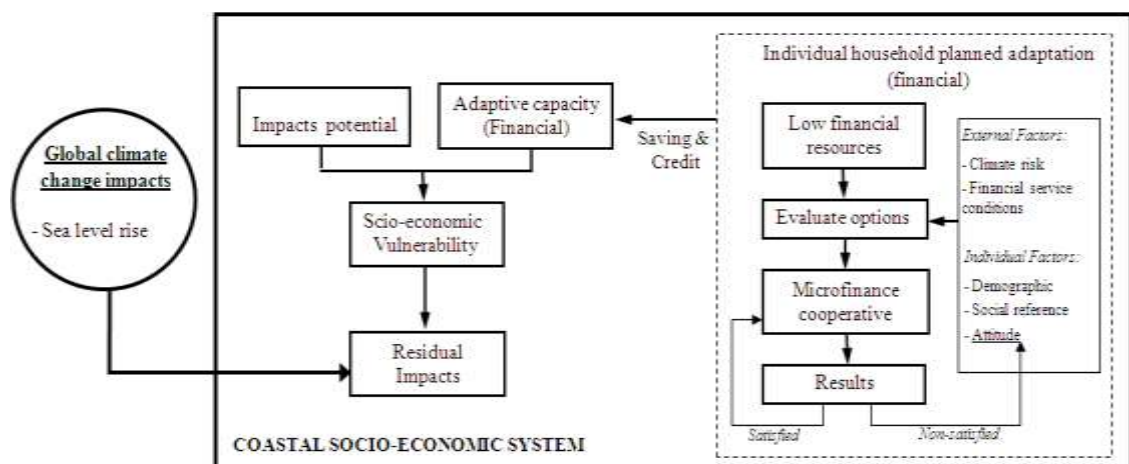 Global climate
change impacts
- Sea level rise
Impacts potential
Adaptive capacity
(Financial)
Scio-economic
Vulnerability
Residual
Impacts
COASTAL SOCIO-ECONOMIC SYSTEM
Saving &
Credit
Individual household planned adaptation
(financial)
Low financial
resources
Evaluate options
Microfinance
cooperative
Results
Satisfied
Non-satisfied
External Factors:
- Climate risk
- Financial service
conditions
Individual Factors:
- Demographic
- Social reference
- Attitude